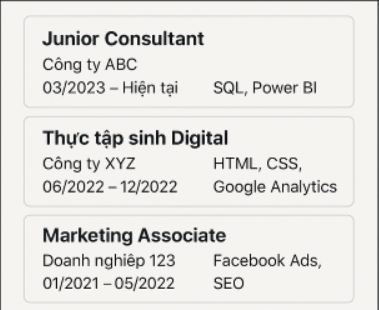 Junior Consultant
Công ty ABC
03/2023 – Hiện tại SQL, Power BI
Thực tập sinh Digital
Công ty XYZ HTML, CSS,
06/2022 – 12/2022 Google Analytics
Marketing Associate
Doanh nghiêp 123 Facebook Ads,
01/2021 – 05/2022 SEO